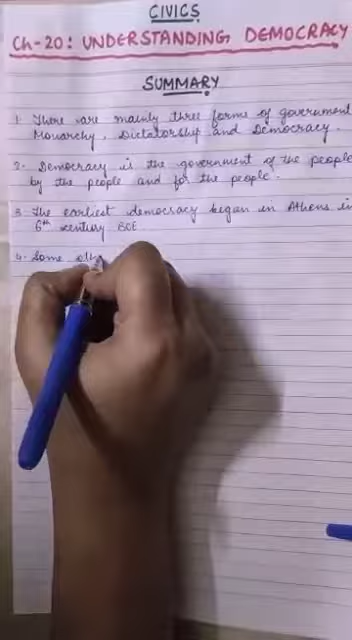 CIVICS
Ch-20: UNDERSTANDING DEMOCRACY
SUMMARY
1. There are mainly three forms of government
Monarchy, Dictatorship and Democracy.
2. Democracy is the government of the people
by the people and for the people.
3. The earliest democracy began in Athens in
6th century BCE
4. Some